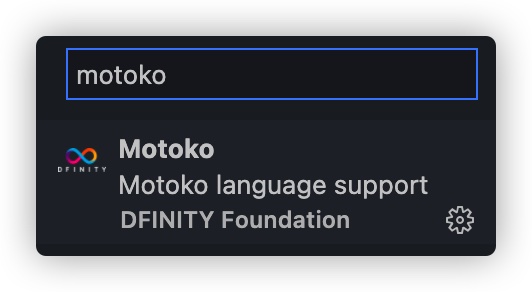 motoko
Motoko
DFINITY
Motoko language support
DFINITY Foundation